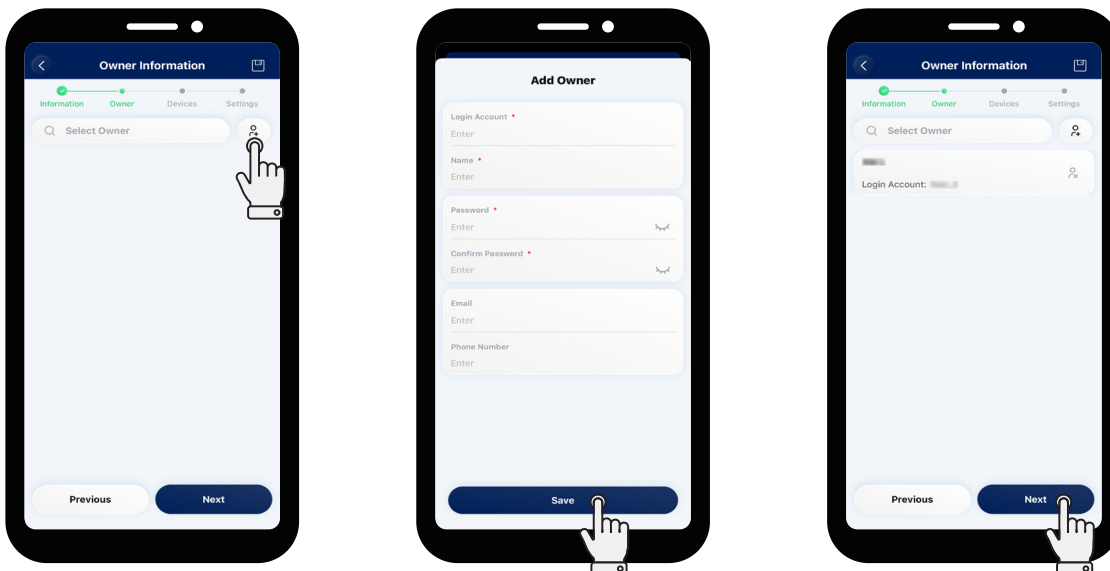 Owner Information
Information Owner Devices Settings
Select Owner
Previous Next
Add Owner
Login Account *
Enter
Name *
Enter
Password *
Enter
Confirm Password *
Enter
Email
Enter
Phone Number
Enter
Save
Owner Information
Information Owner Devices Settings
Select Owner
Login Account:
Previous Next